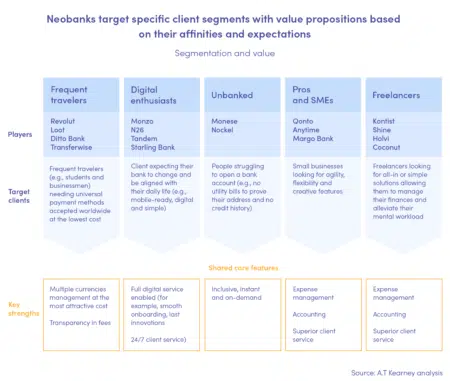 Neobanks target specific client segments with value propositions based
on their affinities and expectations
Segmentation and value
Frequent
travelers
Digital
enthusiasts
Unbanked
Pros
and SMEs
Freelancers
Players
Revolut
Loot
Ditto Bank
Transferwise
Monzo
N26
Tandem
Starling Bank
Monese
Nockel
Qonto
Anytime
Margo Bank
Kontist
Shine
Holvi
Coconut
Target
clients
Frequent travelers
(e.g., students and
businessmen)
needing universal
payment methods
accepted worldwide
at the lowest cost
Client expecting their
bank to change and be
aligned with
their daily life (e.g.,
mobile-ready, digital
and simple)
People struggling
to open a bank
account (e.g., no
utility bills to prove
their address and no
credit history)
Small businesses
looking for agility,
flexibility and
creative features
Freelancers looking
for all-in or simple
solutions allowing
them to manage
their finances and
alleviate their
mental workload
Shared core features
Key
strengths
Multiple currencies
management at the
most attractive cost
Transparency in fees
Full digital service
enabled (for
example, smooth
onboarding, last
innovations
24/7 client service)
Inclusive, instant
and on-demand
Expense
management
Accounting
Superior client
service
Expense
management
Accounting
Superior client
service
Source: A.T Kearney analysis